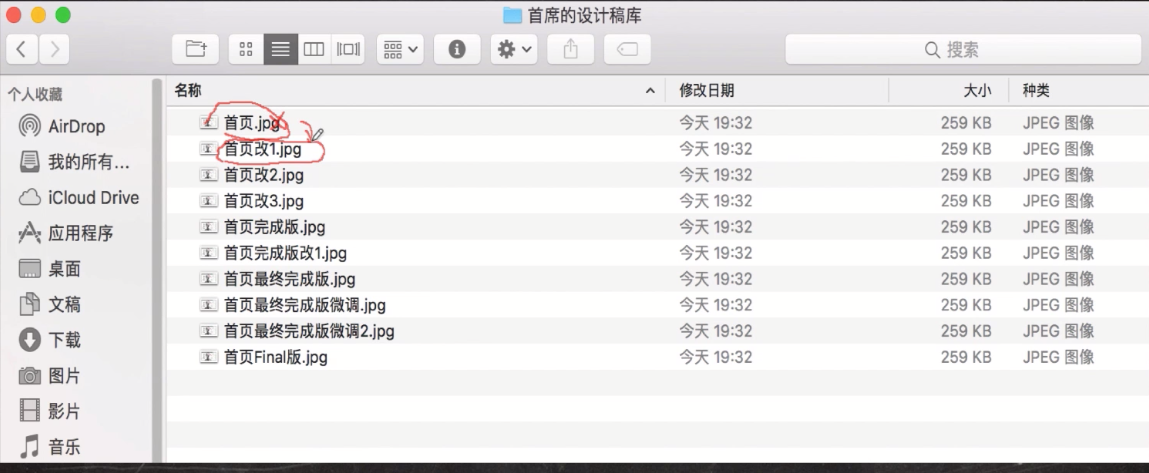 首席的设计稿库
搜索
个人收藏
AirDrop
我的所有...
iCloud Drive
应用程序
桌面
文稿
下载
图片
影片
音乐
名称 修改日期 大小 种类
首页.jpg 今天 19:32 259 KB JPEG 图像
首页改1.jpg 今天 19:32 259 KB JPEG 图像
首页改2.jpg 今天 19:32 259 KB JPEG 图像
首页改3.jpg 今天 19:32 259 KB JPEG 图像
首页完成版.jpg 今天 19:32 259 KB JPEG 图像
首页完成版改1.jpg 今天 19:32 259 KB JPEG 图像
首页最终完成版.jpg 今天 19:32 259 KB JPEG 图像
首页最终完成版微调.jpg 今天 19:32 259 KB JPEG 图像
首页最终完成版微调2.jpg 今天 19:32 259 KB JPEG 图像
首页Final版.jpg 今天 19:32 259 KB JPEG 图像